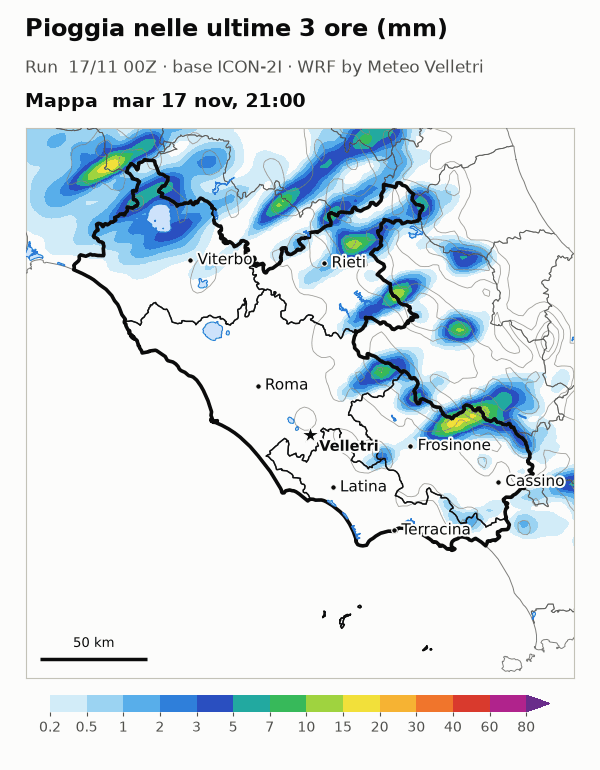 Pioggia nelle ultime 3 ore (mm)
Run  17/11 00Z · base ICON-2I · WRF by Meteo Velletri
Mappa  mar 17 nov, 21:00
Viterbo
Rieti
Roma
Velletri
Frosinone
Latina
Cassino
Terracina
50 km
0.2 0.5 1 2 3 5 7 10 15 20 30 40 60 80